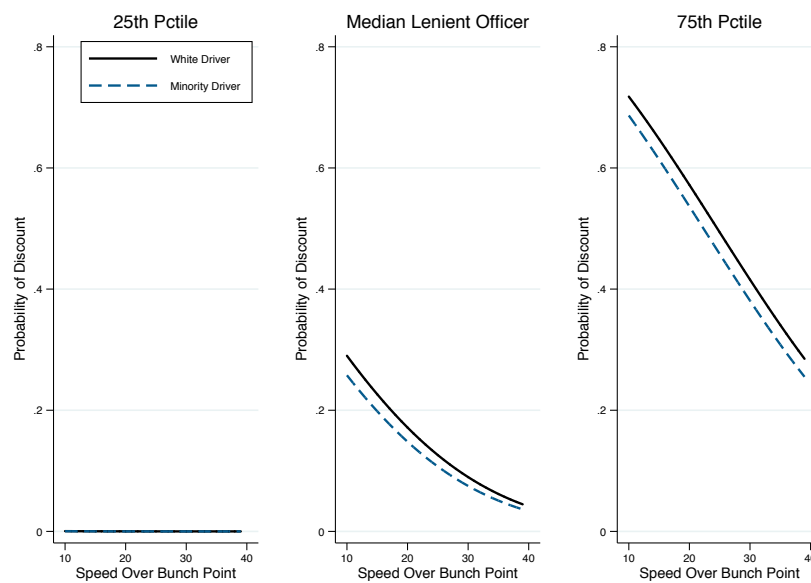 25th Pctile
White Driver
Minority Driver
Probability of Discount
.8
.6
.4
.2
0
10 20 30 40
Speed Over Bunch Point
Median Lenient Officer
Probability of Discount
.8
.6
.4
.2
0
10 20 30 40
Speed Over Bunch Point
75th Pctile
Probability of Discount
.8
.6
.4
.2
0
10 20 30 40
Speed Over Bunch Point